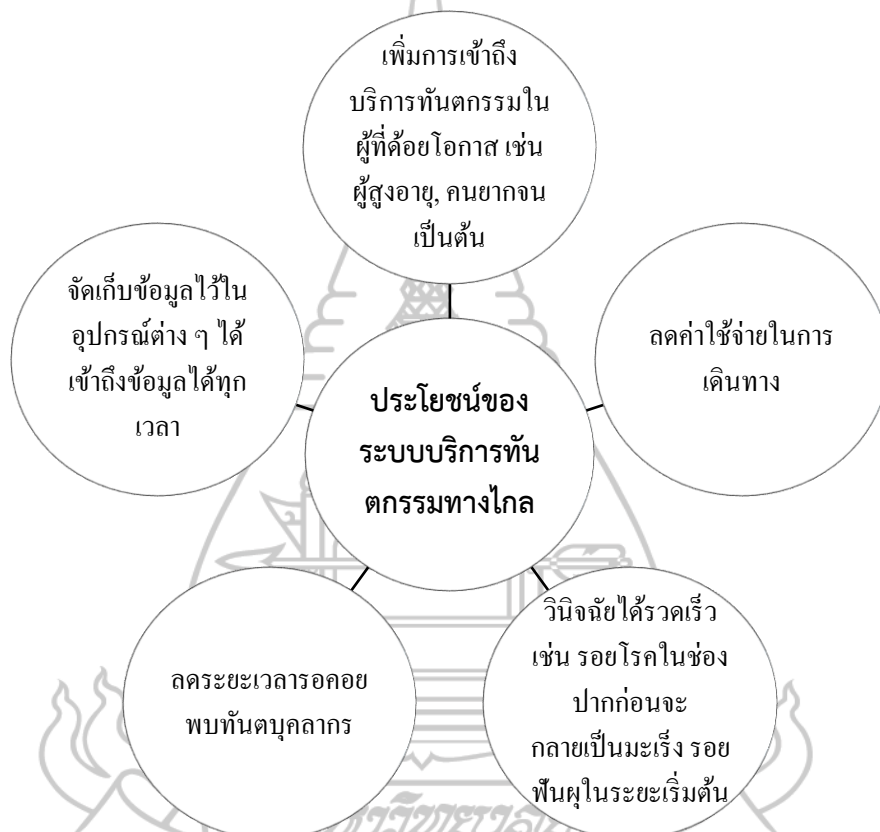 เพิ่มการเข้าถึง
บริการทันตกรรมใน
ผู้ที่ด้อยโอกาส เช่น
ผู้สูงอายุ, คนยากจน
เป็นต้น
จัดเก็บข้อมูลไว้ใน
อุปกรณ์ต่าง ๆ ได้
เข้าถึงข้อมูลได้ทุก
เวลา
ลดค่าใช้จ่ายในการ
เดินทาง
ประโยชน์ของ
ระบบบริการทัน
ตกรรมทางไกล
ลดระยะเวลารอคอย
พบทันตบุคลากร
วินิจฉัยได้รวดเร็ว
เช่น รอยโรคในช่อง
ปากก่อนจะ
กลายเป็นมะเร็ง รอย
ฟันผุในระยะเริ่มต้น